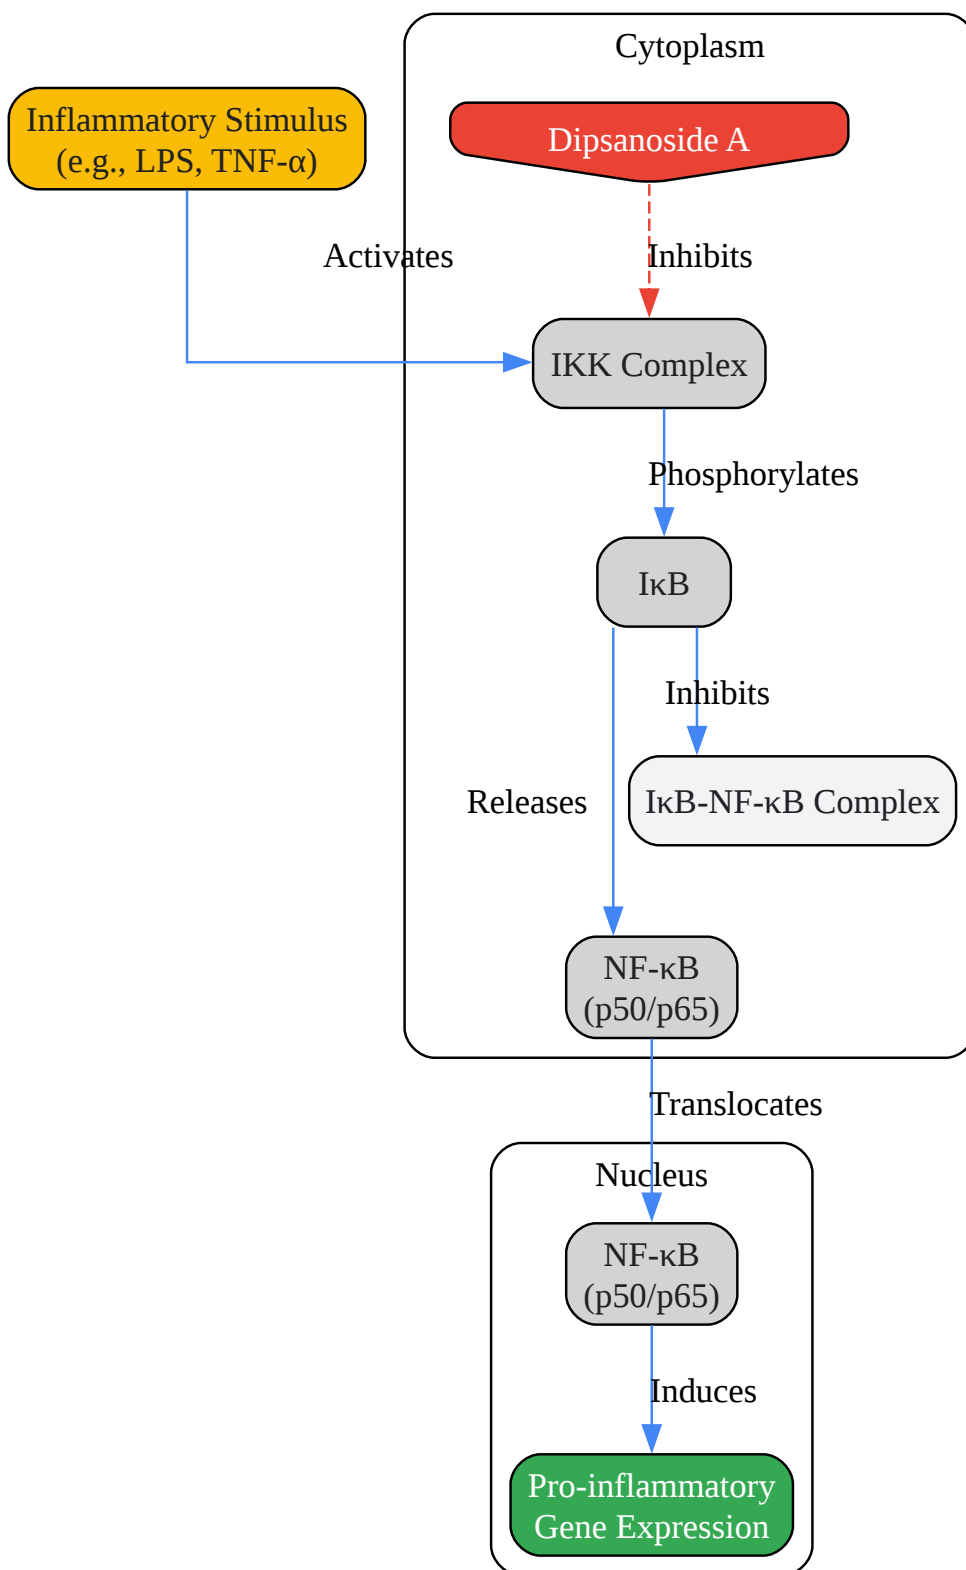 Cytoplasm
Inflammatory Stimulus
(e.g., LPS, TNF-α)
Dipsanoside A
Activates
Inhibits
IKK Complex
Phosphorylates
IκB
Inhibits
Releases
IκB-NF-κB Complex
NF-κB
(p50/p65)
Translocates
Nucleus
NF-κB
(p50/p65)
Induces
Pro-inflammatory
Gene Expression